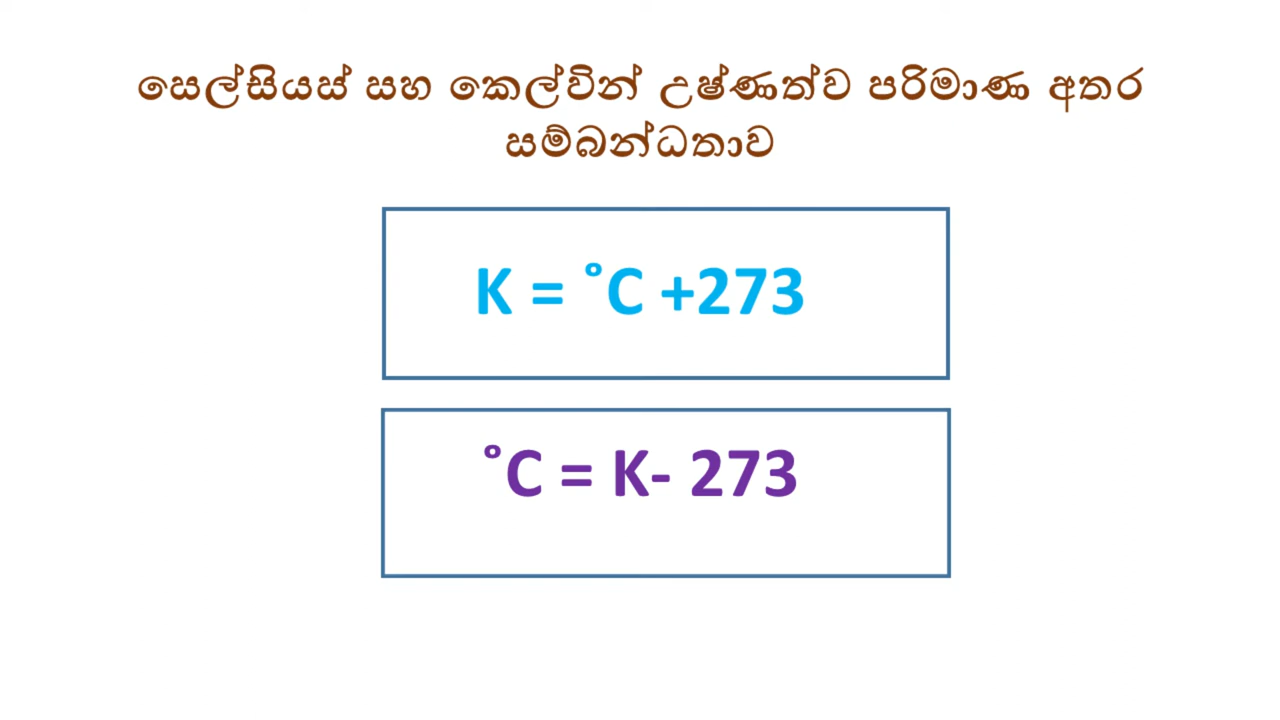 සෙල්සියස් සහ කෙල්වින් උෂ්ණත්ව පරිමාණ අතර
සම්බන්ධතාව
K = ˚C +273
˚C = K- 273